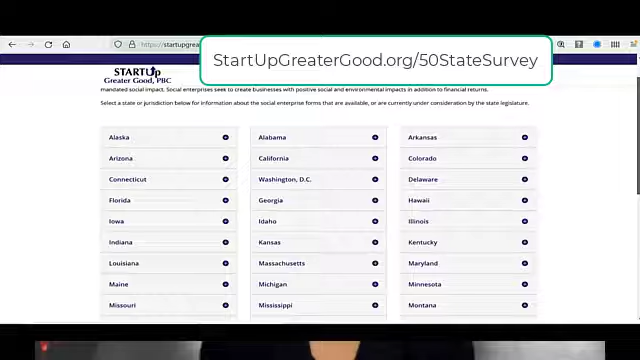 https://startupgrea
StartUpGreaterGood.org/50StateSurvey
STARTUP
Greater Good, PBC
mandated social impact. Social enterprises seek to create businesses with positive social and environmental impacts in addition to financial returns.
Select a state or jurisdiction below for information about the social enterprise forms that are available, or are currently under consideration by the state legislature.
Alaska
Alabama
Arkansas
Arizona
California
Colorado
Connecticut
Washington, D.C.
Delaware
Florida
Georgia
Hawaii
Iowa
Idaho
Illinois
Indiana
Kansas
Kentucky
Louisiana
Massachusetts
Maryland
Maine
Michigan
Minnesota
Missouri
Mississippi
Montana